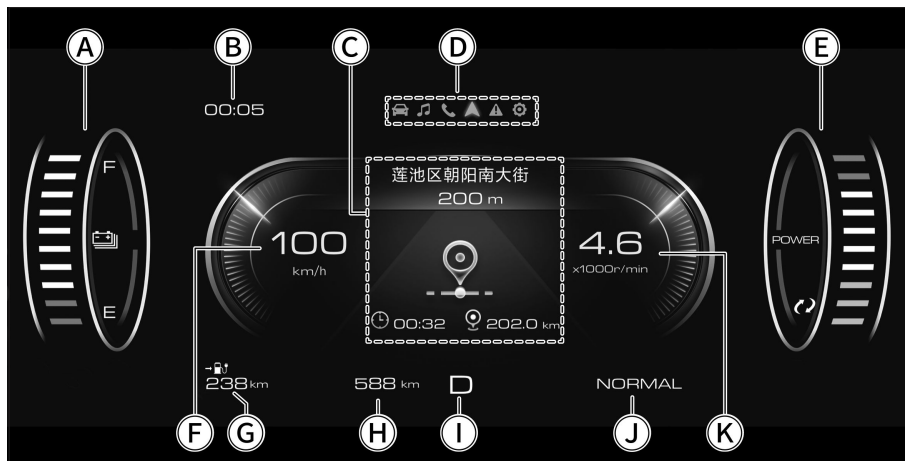 A
B
C
D
E
00:05
F
E
莲池区朝阳南大街
200 m
100
km/h
4.6
x1000r/min
POWER
00:32
202.0 km
238 km
588 km
D
NORMAL
F
G
H
I
J
K